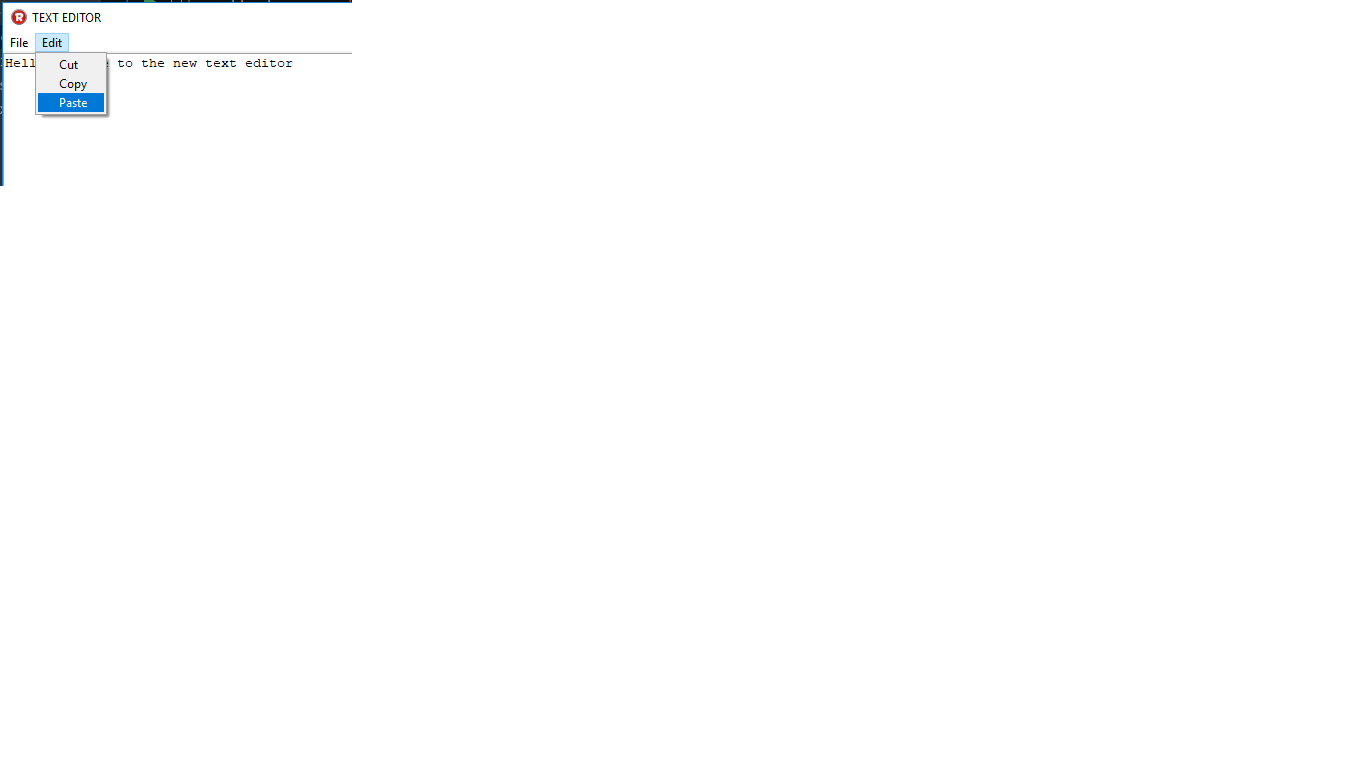 R TEXT EDITOR
File Edit
Hell to the new text editor
Cut
Copy
Paste